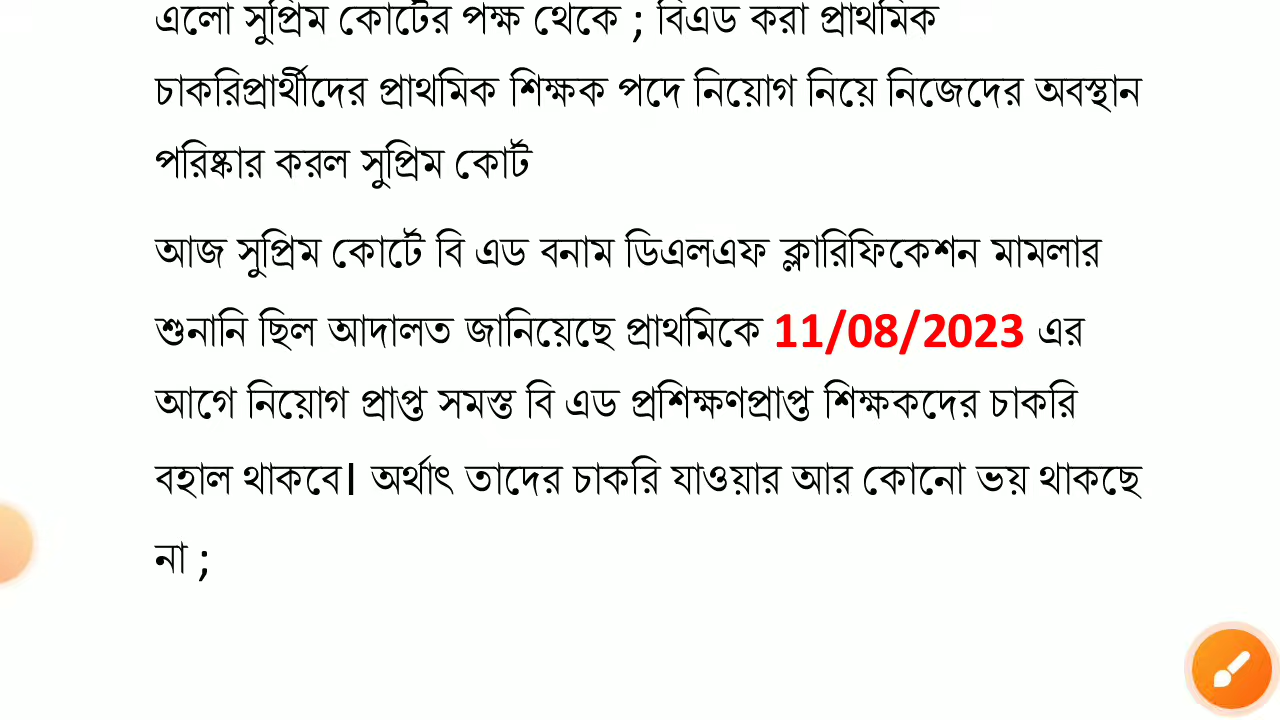 এলো সুপ্রিম কোর্টের পক্ষ থেকে ; বিএড করা প্রাথমিক
চাকরিপ্রার্থীদের প্রাথমিক শিক্ষক পদে নিয়োগ নিয়ে নিজেদের অবস্থান
পরিষ্কার করল সুপ্রিম কোর্ট
আজ সুপ্রিম কোর্টে বি এড বনাম ডিএলএফ ক্লারিফিকেশন মামলার
শুনানি ছিল আদালত জানিয়েছে প্রাথমিকে 11/08/2023 এর
আগে নিয়োগ প্রাপ্ত সমস্ত বি এড প্রশিক্ষণপ্রাপ্ত শিক্ষকদের চাকরি
বহাল থাকবে। অর্থাৎ তাদের চাকরি যাওয়ার আর কোনো ভয় থাকছে
না ;